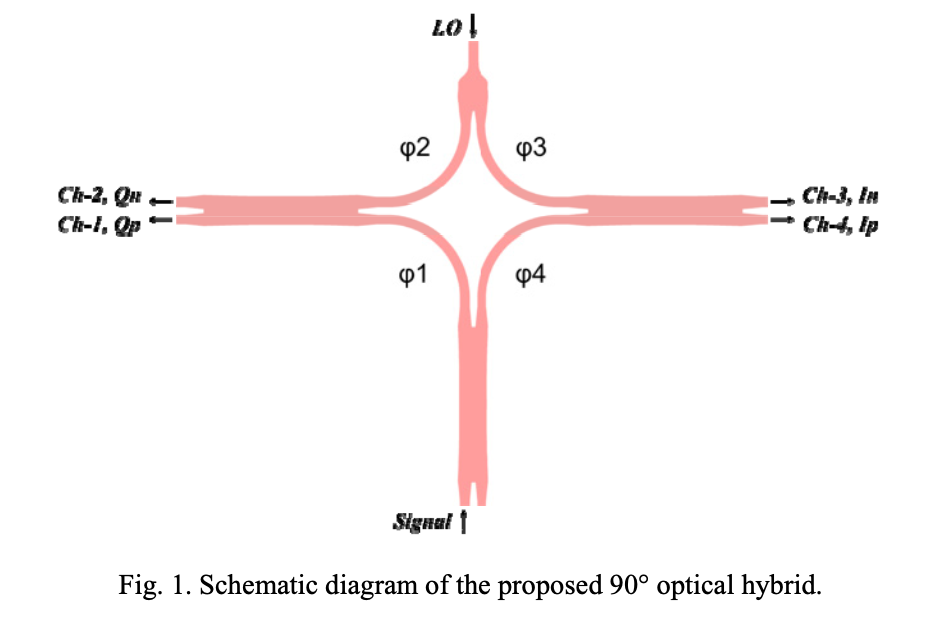 LO
φ2
φ3
Ch-2, Qn
Ch-3, In
Ch-1, Qp
Ch-4, Ip
φ1
φ4
Signal
Fig. 1. Schematic diagram of the proposed 90° optical hybrid.